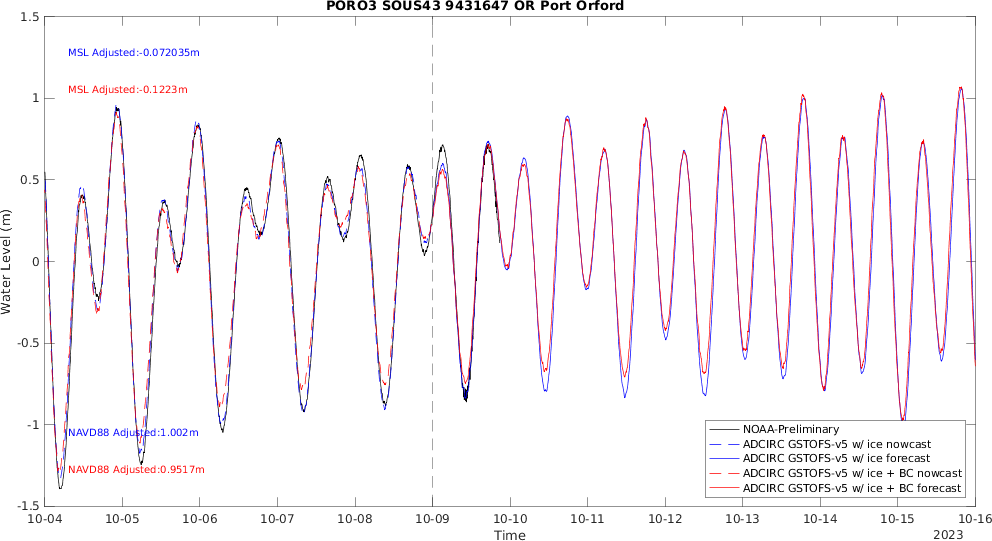 PORO3 SOUS43 9431647 OR Port Orford
1.5
1
0.5
0
-0.5
-1
-1.5
Water Level (m)
MSL Adjusted:-0.072035m
MSL Adjusted:-0.1223m
NAVD88 Adjusted:1.002m
NAVD88 Adjusted:0.9517m
NOAA-Preliminary
ADCIRC GSTOFS-v5 w/ ice nowcast
ADCIRC GSTOFS-v5 w/ ice forecast
ADCIRC GSTOFS-v5 w/ ice + BC nowcast
ADCIRC GSTOFS-v5 w/ ice + BC forecast
10-04 10-05 10-06 10-07 10-08 10-09 10-10 10-11 10-12 10-13 10-14 10-15 10-16
Time
2023